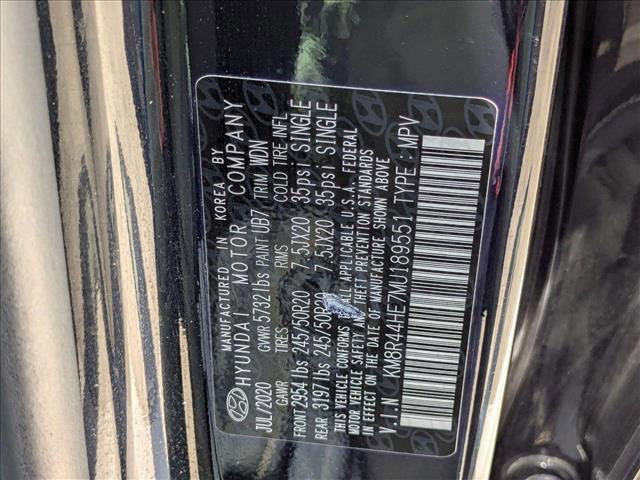 MANUFACTURED IN KOREA BY
HYUNDAI MOTOR COMPANY
JUL/2020 GVWR 5732 lbs PAINT UB7 TRIM WDN
GAWR TIRES RIMS COLD TIRE INFL
FRONT 2954 lbs 245/50R20 7.5JX20 35psi SINGLE
REAR 3197 lbs 245/50R20 7.5JX20 35psi SINGLE
THIS VEHICLE CONFORMS TO ALL APPLICABLE U.S.A. FEDERAL
MOTOR VEHICLE SAFETY AND THEFT PREVENTION STANDARDS
IN EFFECT ON THE DATE OF MANUFACTURE SHOWN ABOVE
V.I.N : KM8R44HE7MU189551 TYPE : MPV